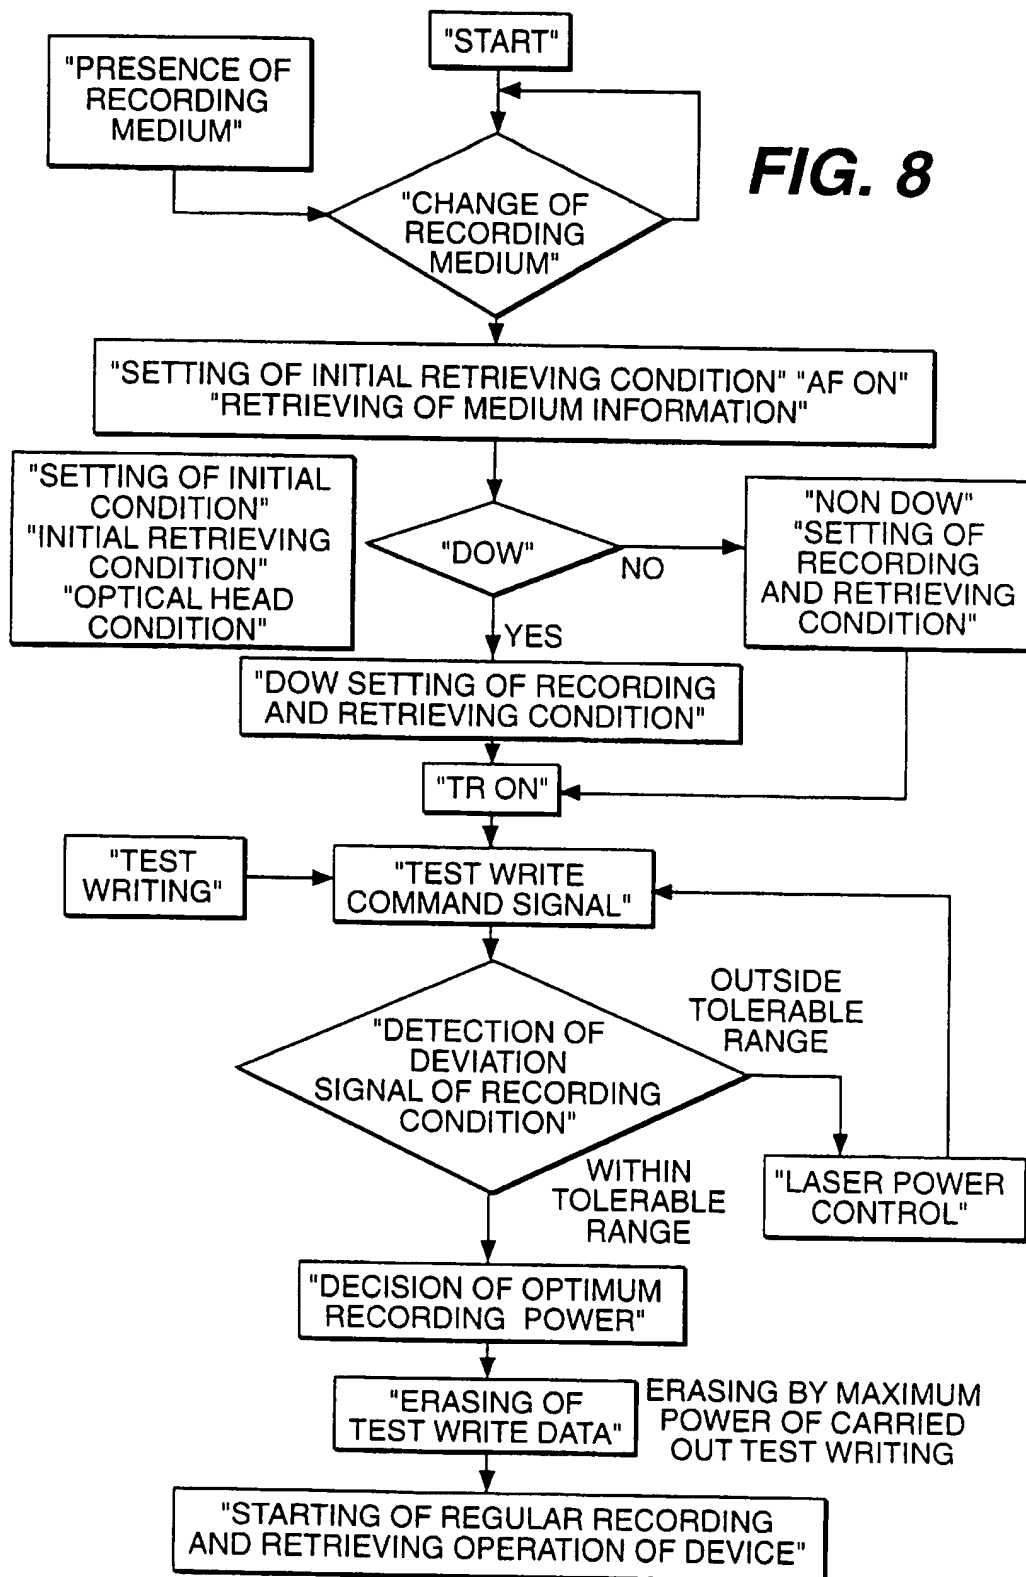 "START"
"PRESENCE OF
RECORDING
MEDIUM"
FIG. 8
"CHANGE OF
RECORDING
MEDIUM"
"SETTING OF INITIAL RETRIEVING CONDITION" "AF ON"
"RETRIEVING OF MEDIUM INFORMATION"
"SETTING OF INITIAL
CONDITION"
"INITIAL RETRIEVING
CONDITION"
"OPTICAL HEAD
CONDITION"
"DOW"
NO
"NON DOW"
"SETTING OF
RECORDING
AND RETRIEVING
CONDITION"
YES
"DOW SETTING OF RECORDING
AND RETRIEVING CONDITION"
"TR ON"
"TEST
WRITING"
"TEST WRITE
COMMAND SIGNAL"
"DETECTION OF
DEVIATION
SIGNAL OF RECORDING
CONDITION"
OUTSIDE
TOLERABLE
RANGE
"LASER POWER
CONTROL"
WITHIN
TOLERABLE
RANGE
"DECISION OF OPTIMUM
RECORDING POWER"
"ERASING OF
TEST WRITE DATA"
ERASING BY MAXIMUM
POWER OF CARRIED
OUT TEST WRITING
"STARTING OF REGULAR RECORDING
AND RETRIEVING OPERATION OF DEVICE"